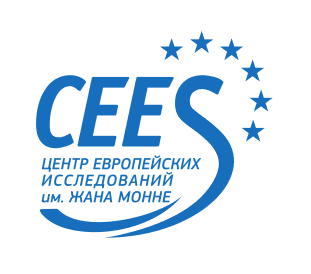 CEES
ЦЕНТР ЕВРОПЕЙСКИХ
ИССЛЕДОВАНИЙ
им. ЖАНА МОННЕ